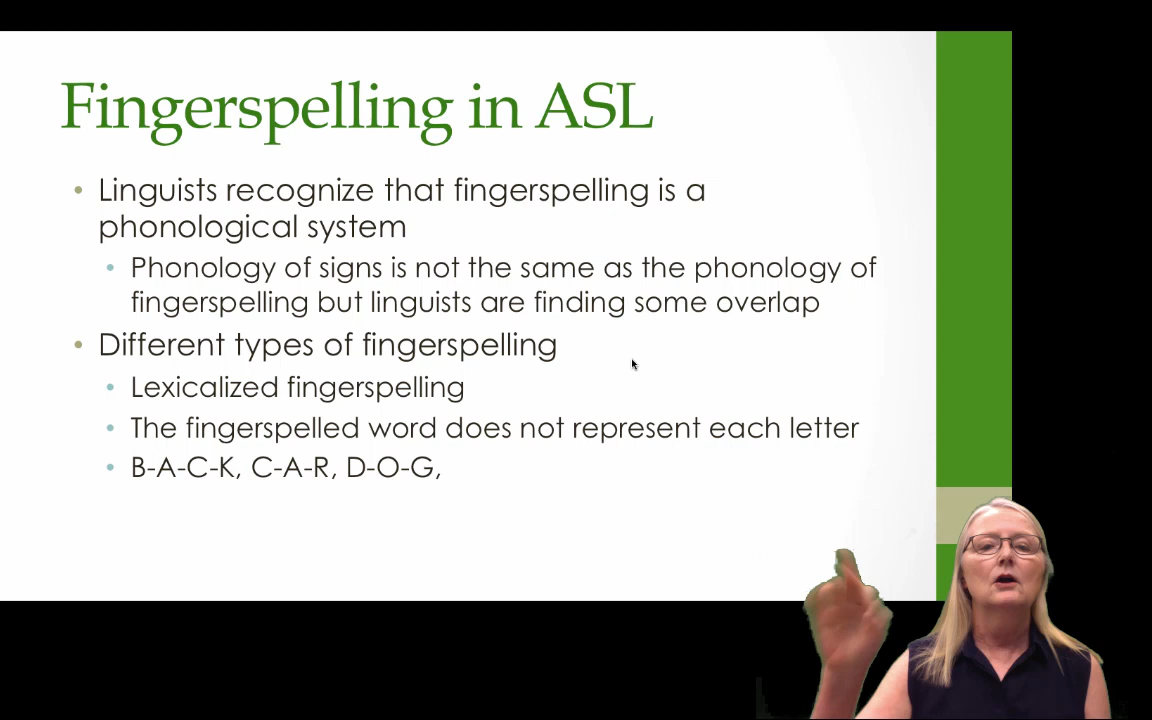 Fingerspelling in ASL
• Linguists recognize that fingerspelling is a
phonological system
• Phonology of signs is not the same as the phonology of
fingerspelling but linguists are finding some overlap
• Different types of fingerspelling
• Lexicalized fingerspelling
• The fingerspelled word does not represent each letter
• B-A-C-K, C-A-R, D-O-G,